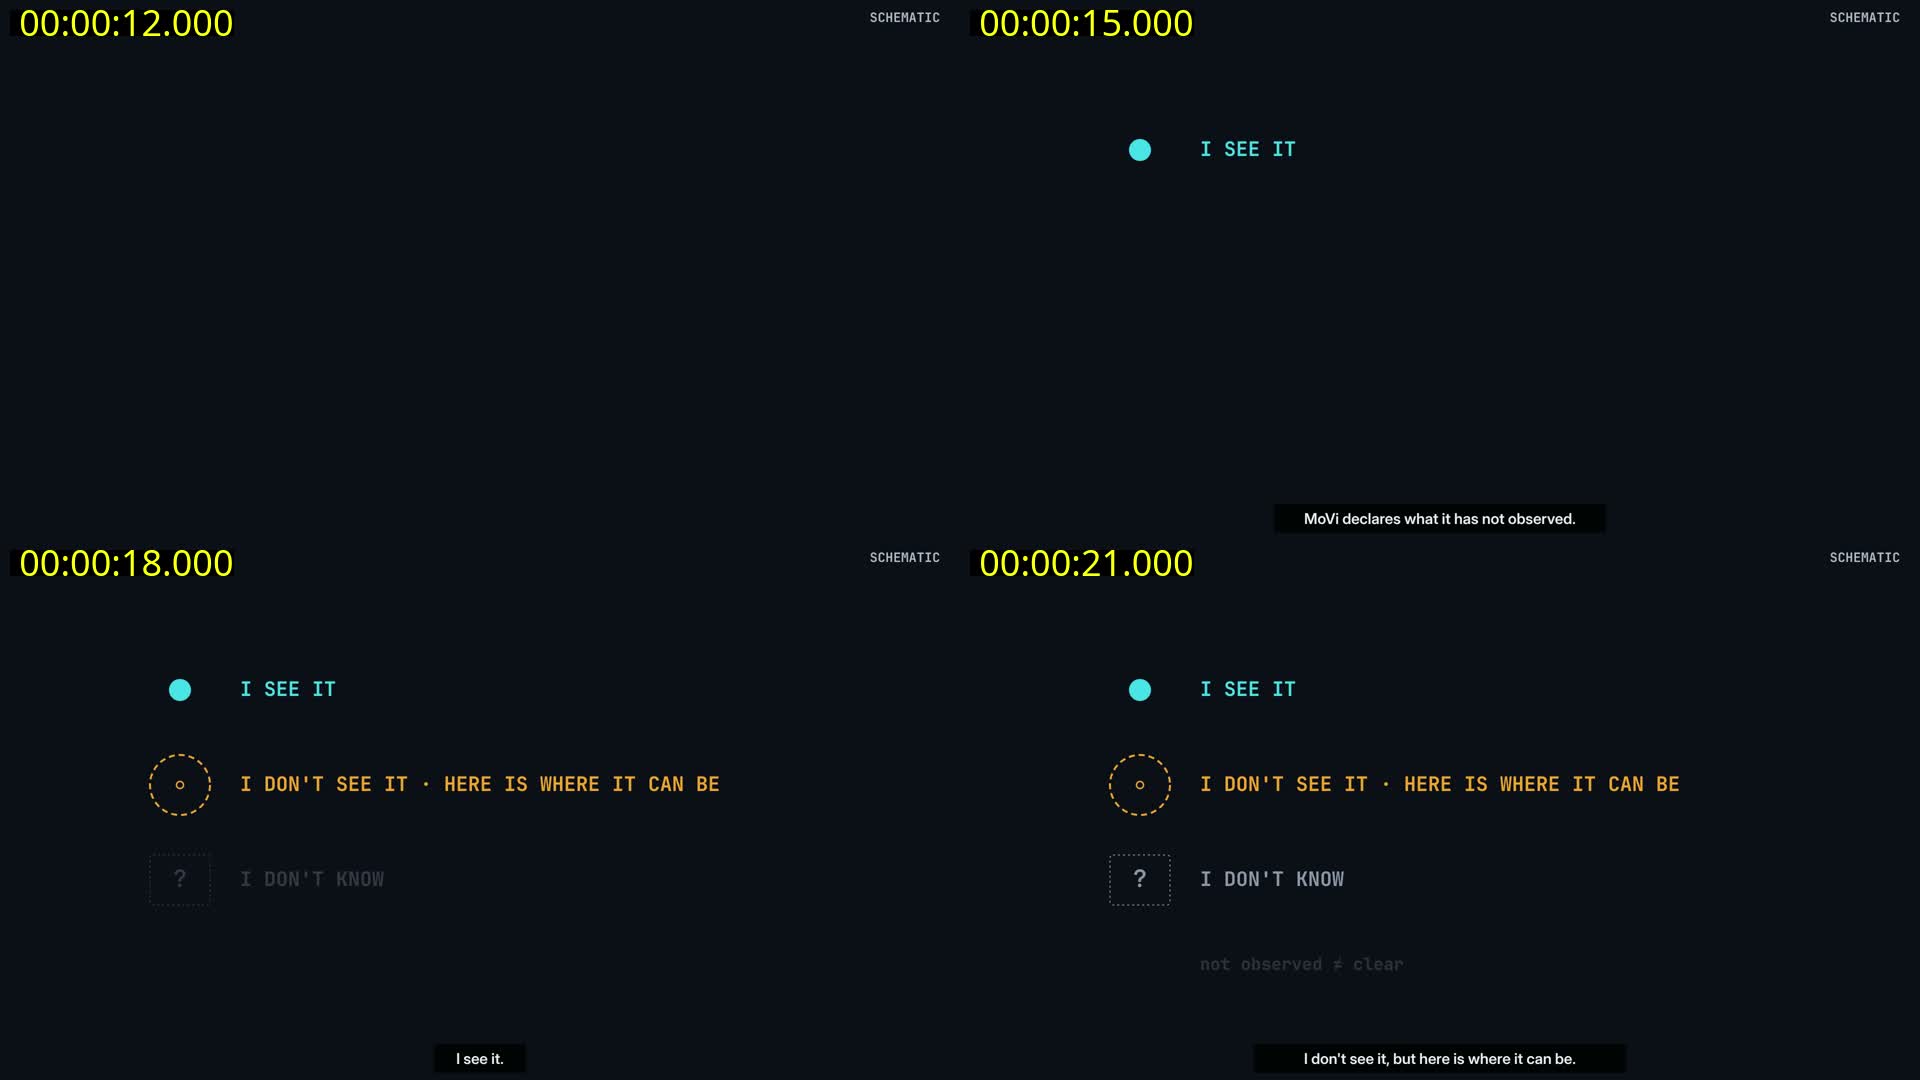 00:00:12.000
SCHEMATIC
00:00:15.000
SCHEMATIC
I SEE IT
MoVi declares what it has not observed.
00:00:18.000
SCHEMATIC
I SEE IT
I DON'T SEE IT · HERE IS WHERE IT CAN BE
?
I DON'T KNOW
I see it.
00:00:21.000
SCHEMATIC
I SEE IT
I DON'T SEE IT · HERE IS WHERE IT CAN BE
?
I DON'T KNOW
not observed ≠ clear
I don't see it, but here is where it can be.